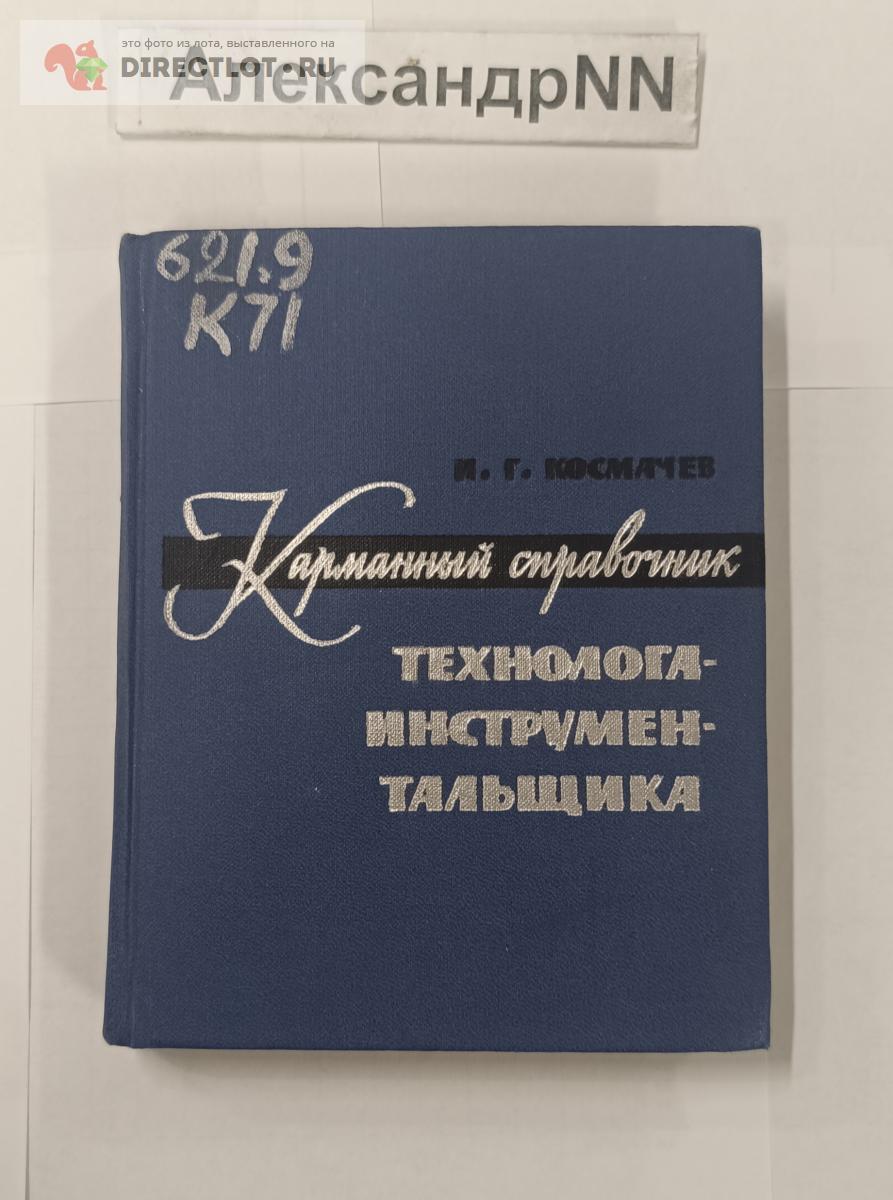 это фото из лота, выставленного на
DIRECTLOT.RU
АлександрNN
621.9
К71
И. Г. КОСМАЧЕВ
Карманный справочник
ТЕХНОЛОГА-
ИНСТРУМЕН-
ТАЛЬЩИКА